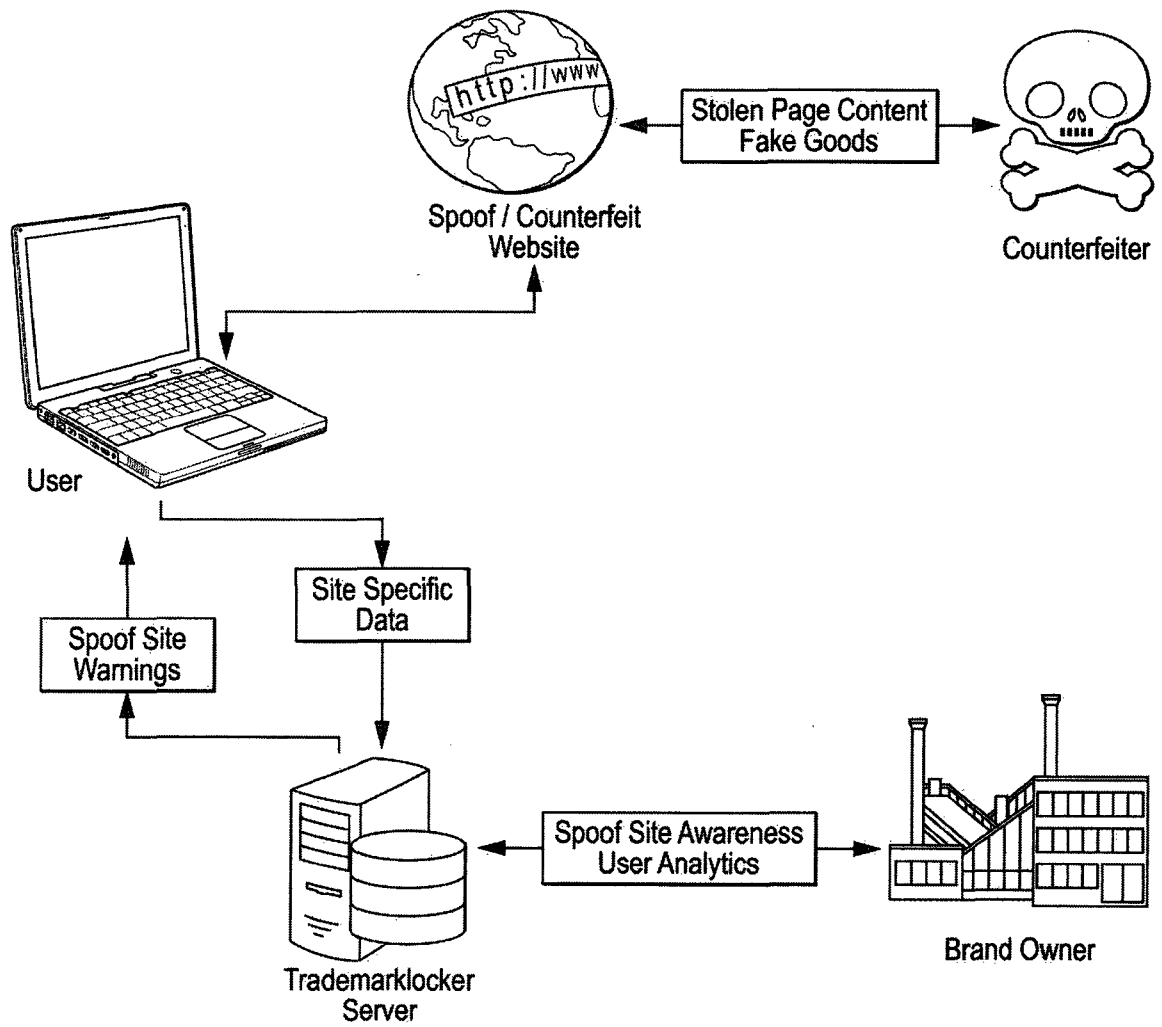 http://www
Stolen Page Content
Fake Goods
Spoof / Counterfeit
Website
Counterfeiter
User
Site Specific
Data
Spoof Site
Warnings
Spoof Site Awareness
User Analytics
Brand Owner
Trademarklocker
Server